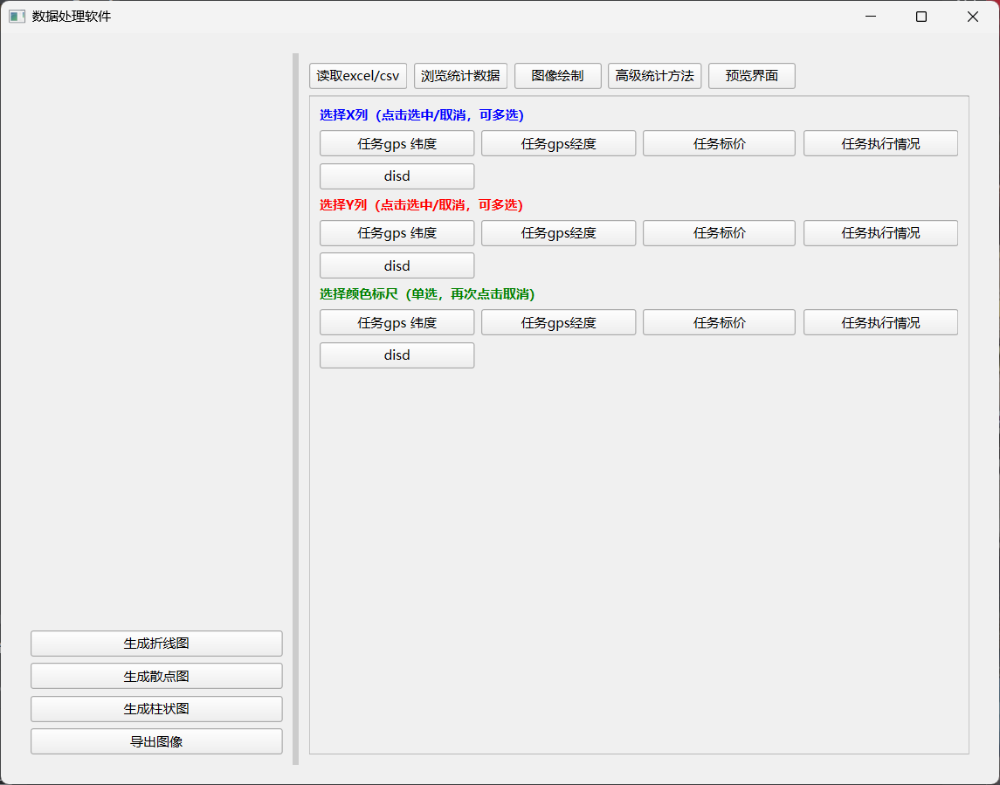 数据处理软件
读取excel/csv 浏览统计数据 图像绘制 高级统计方法 预览界面
选择X列（点击选中/取消，可多选）
任务gps 纬度 任务gps经度 任务标价 任务执行情况
disd
选择Y列（点击选中/取消，可多选）
任务gps 纬度 任务gps经度 任务标价 任务执行情况
disd
选择颜色标尺（单选，再次点击取消）
任务gps 纬度 任务gps经度 任务标价 任务执行情况
disd
生成折线图
生成散点图
生成柱状图
导出图像